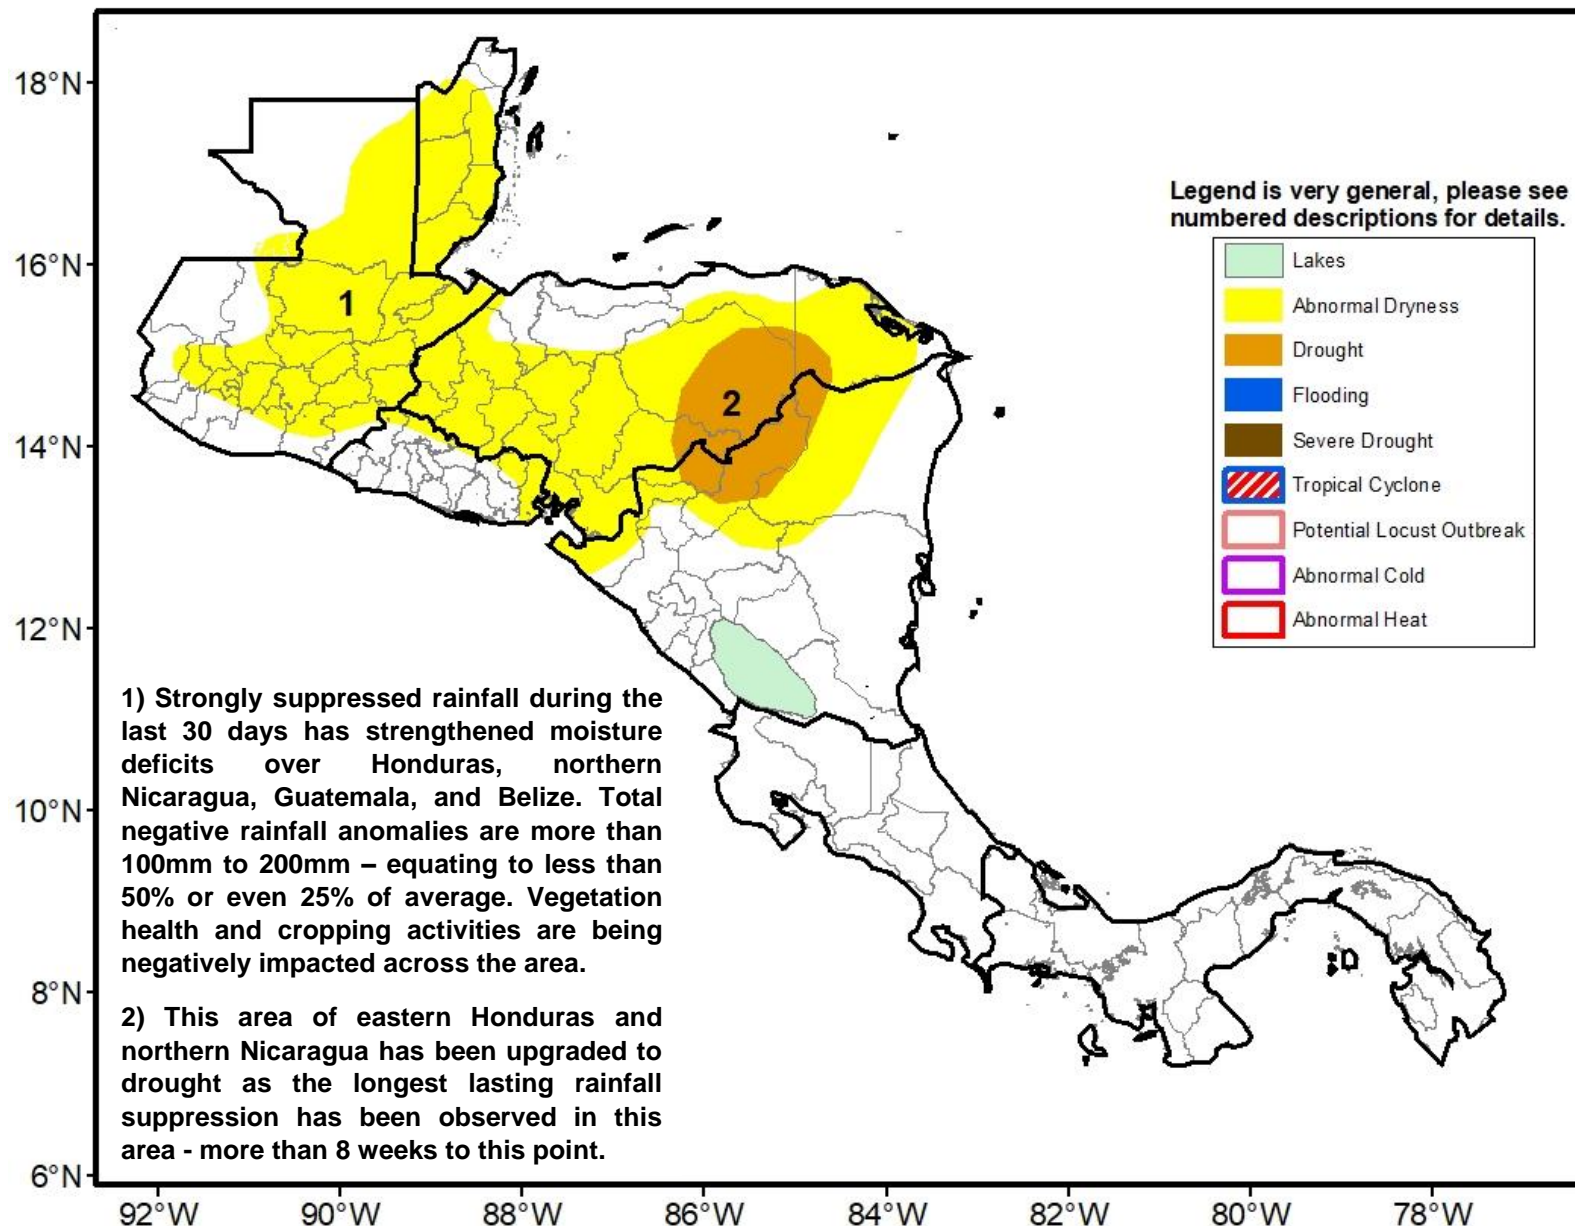 18°N
16°N
14°N
12°N
10°N
8°N
6°N
92°W
90°W
88°W
86°W
84°W
82°W
80°W
78°W
1
2
Legend is very general, please see
numbered descriptions for details.
Lakes
Abnormal Dryness
Drought
Flooding
Severe Drought
Tropical Cyclone
Potential Locust Outbreak
Abnormal Cold
Abnormal Heat
1) Strongly suppressed rainfall during the
last 30 days has strengthened moisture
deficits over Honduras, northern
Nicaragua, Guatemala, and Belize. Total
negative rainfall anomalies are more than
100mm to 200mm – equating to less than
50% or even 25% of average. Vegetation
health and cropping activities are being
negatively impacted across the area.
2) This area of eastern Honduras and
northern Nicaragua has been upgraded to
drought as the longest lasting rainfall
suppression has been observed in this
area - more than 8 weeks to this point.